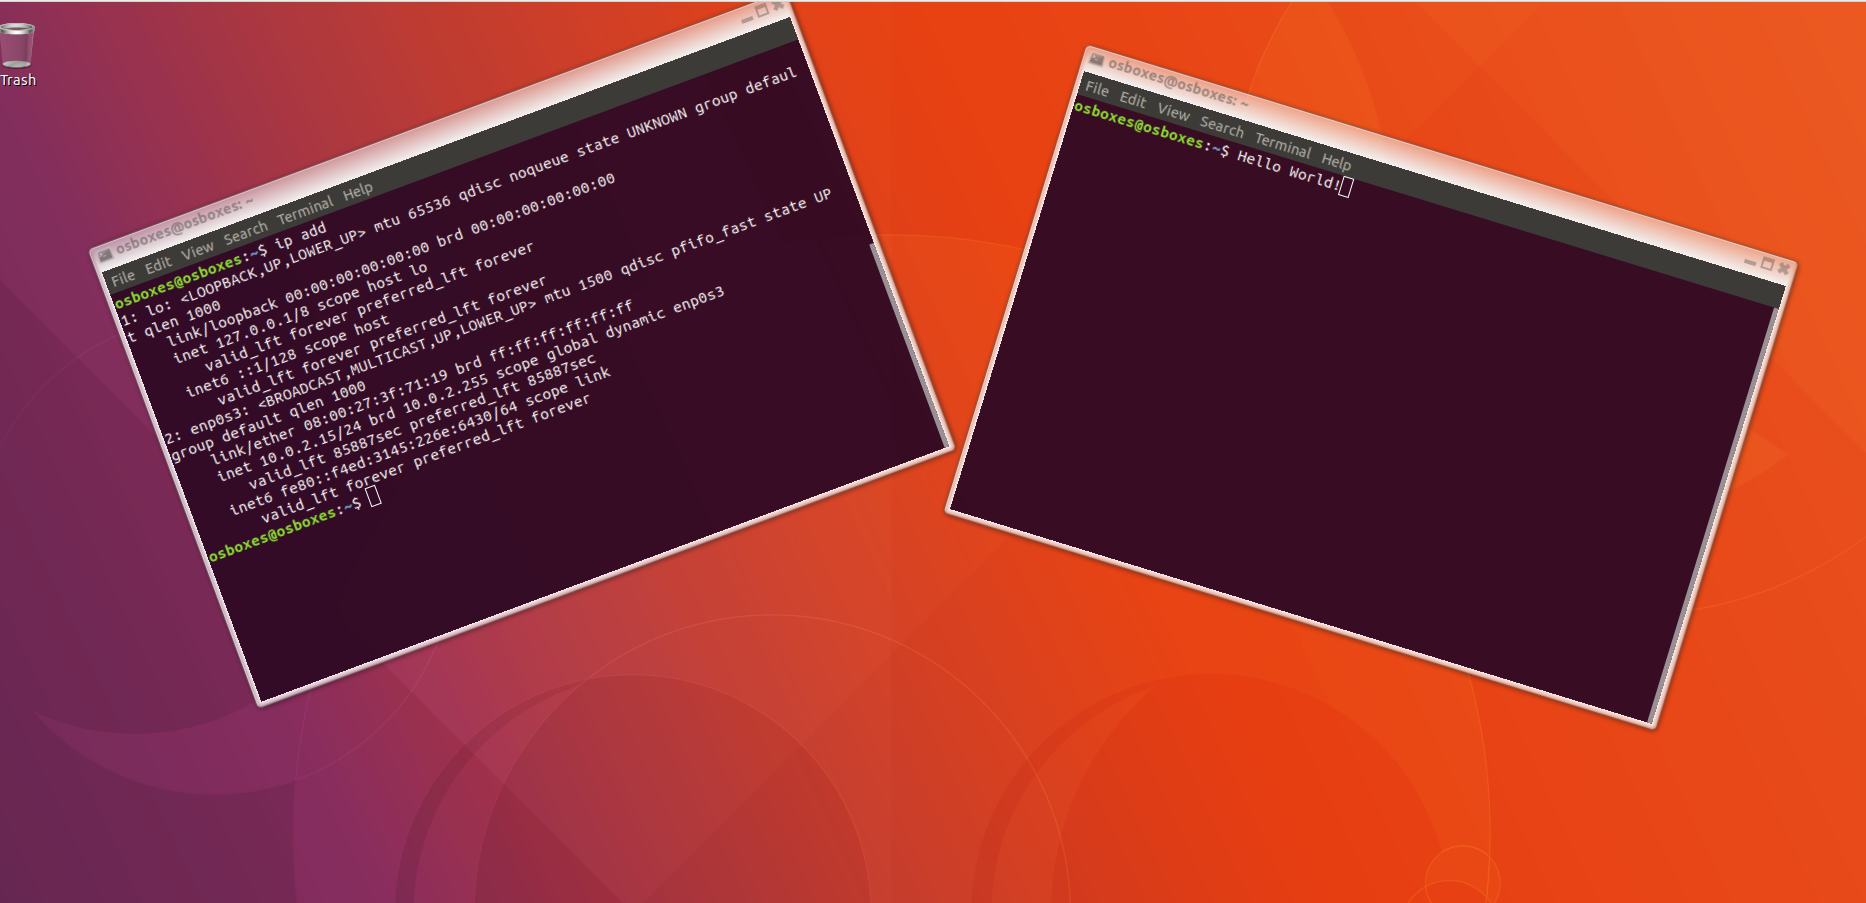 Trash
osboxes@osboxes: ~
File Edit View Search Terminal Help
osboxes@osboxes:~$ ip add
1: lo: <LOOPBACK,UP,LOWER_UP> mtu 65536 qdisc noqueue state UNKNOWN group defaul
t qlen 1000
link/loopback 00:00:00:00:00:00 brd 00:00:00:00:00:00
inet 127.0.0.1/8 scope host lo
valid_lft forever preferred_lft forever
inet6 ::1/128 scope host
valid_lft forever preferred_lft forever
2: enp0s3: <BROADCAST,MULTICAST,UP,LOWER_UP> mtu 1500 qdisc pfifo_fast state UP
group default qlen 1000
link/ether 08:00:27:3f:71:19 brd ff:ff:ff:ff:ff:ff
inet 10.0.2.15/24 brd 10.0.2.255 scope global dynamic enp0s3
valid_lft 85887sec preferred_lft 85887sec
inet6 fe80::f4ed:3145:226e:6430/64 scope link
valid_lft forever preferred_lft forever
osboxes@osboxes:~$
osboxes@osboxes: ~
File Edit View Search Terminal Help
osboxes@osboxes:~$ Hello World!